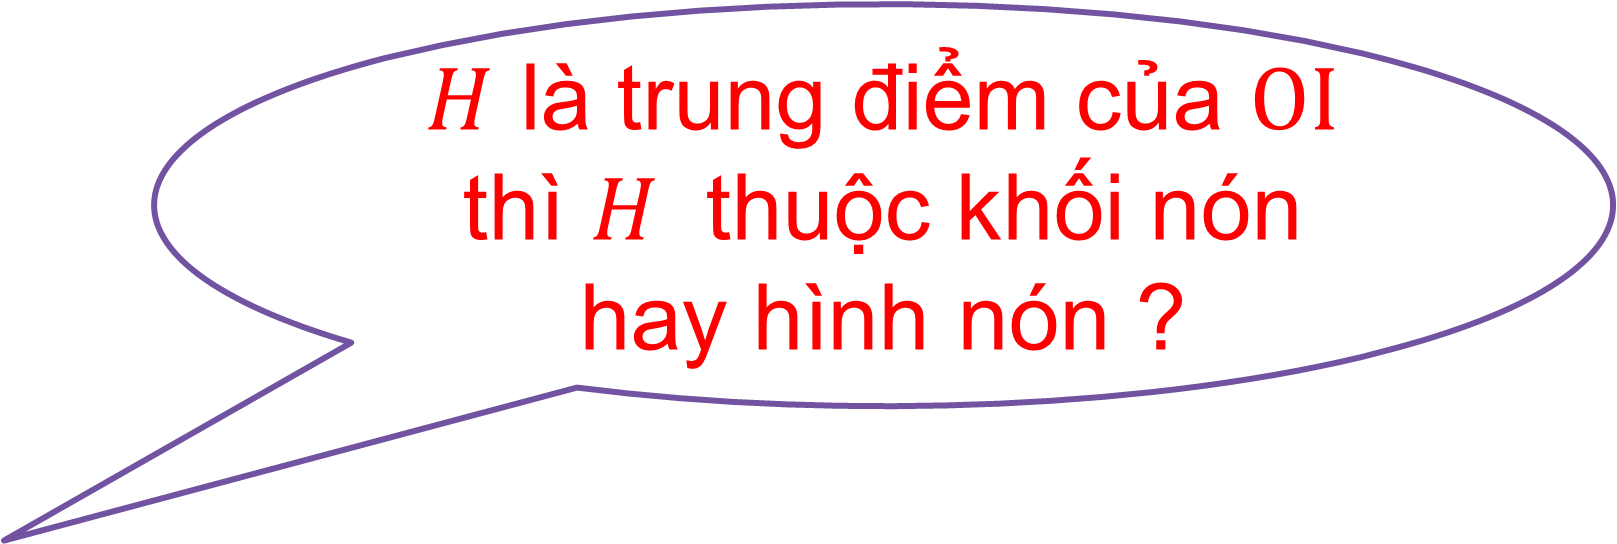 H là trung điểm của OI
thì H thuộc khối nón
hay hình nón ?